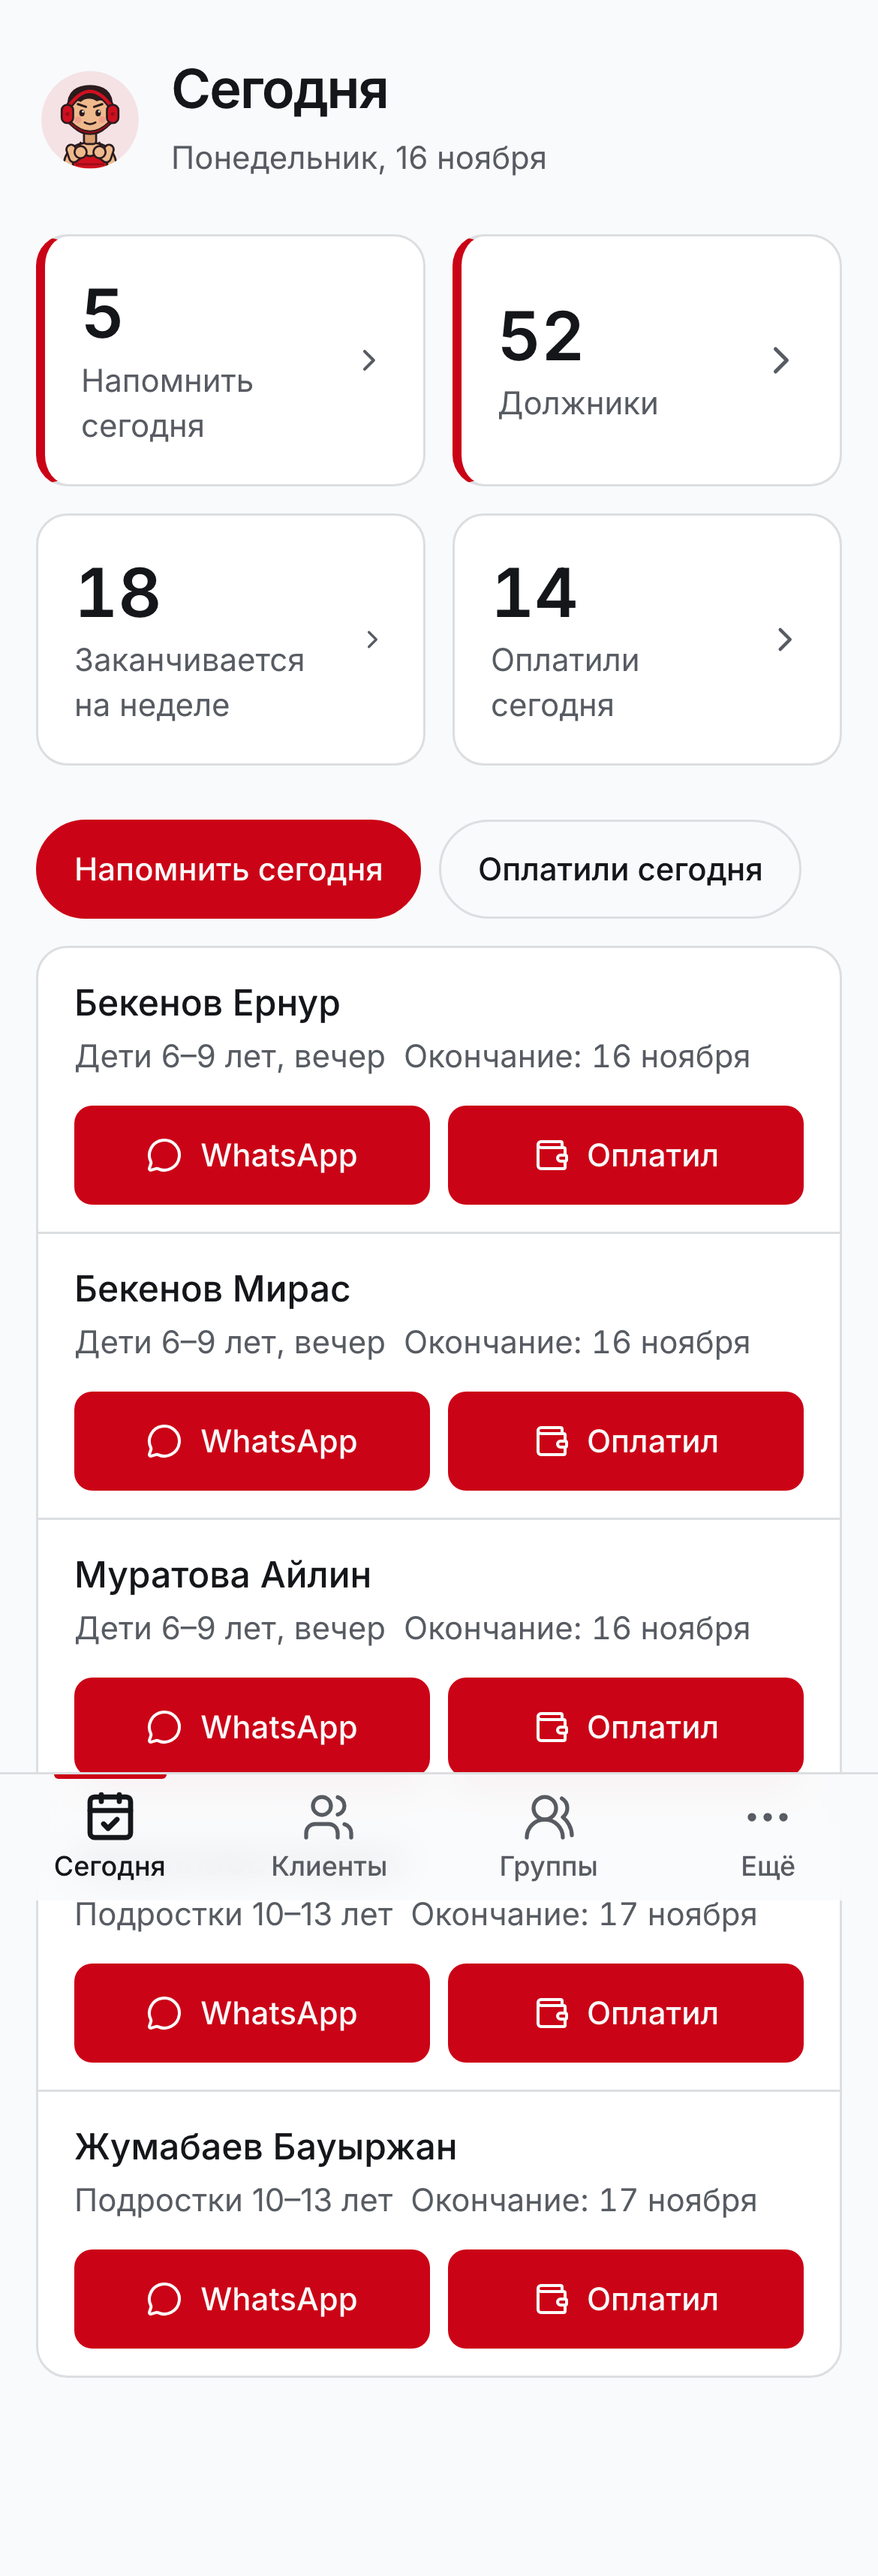 Сегодня
Понедельник, 16 ноября
5
Напомнить
сегодня
52
Должники
18
Заканчивается
на неделе
14
Оплатили
сегодня
Напомнить сегодня
Оплатили сегодня
Бекенов Ернур
Дети 6–9 лет, вечер Окончание: 16 ноября
WhatsApp
Оплатил
Бекенов Мирас
Дети 6–9 лет, вечер Окончание: 16 ноября
WhatsApp
Оплатил
Муратова Айлин
Дети 6–9 лет, вечер Окончание: 16 ноября
WhatsApp
Оплатил
Сегодня
Клиенты
Группы
Ещё
Подростки 10–13 лет Окончание: 17 ноября
WhatsApp
Оплатил
Жумабаев Бауыржан
Подростки 10–13 лет Окончание: 17 ноября
WhatsApp
Оплатил